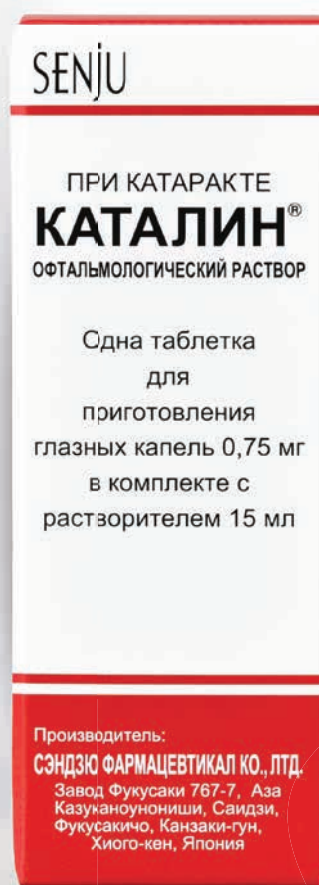 SENJU
ПРИ КАТАРАКТЕ
КАТАЛИН®
ОФТАЛЬМОЛОГИЧЕСКИЙ РАСТВОР
Одна таблетка
для
приготовления
глазных капель 0,75 мг
в комплекте с
растворителем 15 мл
Производитель:
СЭНДЗЮ ФАРМАЦЕВТИКАЛ КО., ЛТД.
Завод Фукусаки 767-7, Аза
Казуканоунониши, Саидзи,
Фукусакичо, Канзаки-гун,
Хиого-кен, Япония